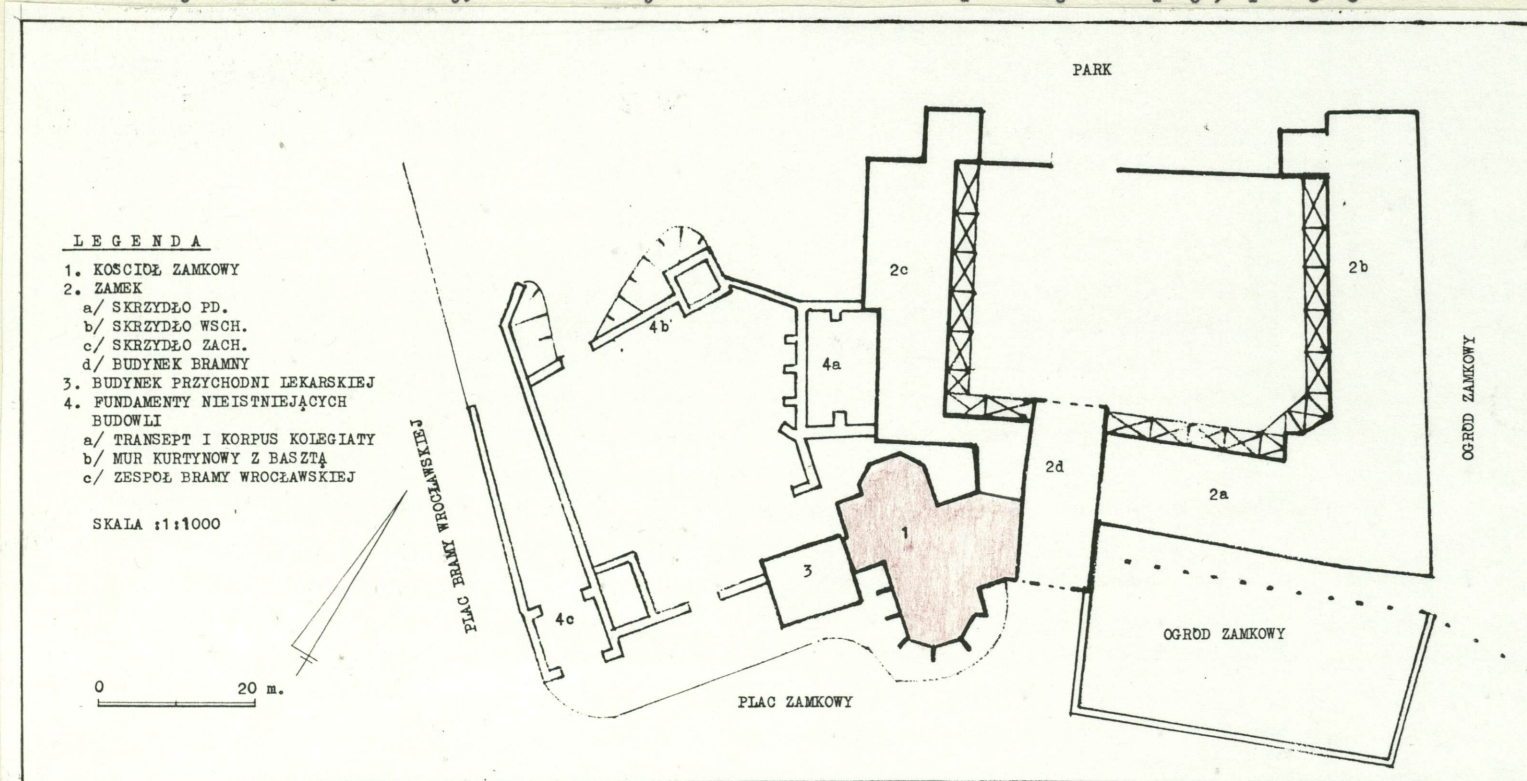 PARK
LEGENDA
1. KOŚCIÓŁ ZAMKOWY
2. ZAMEK
a/ SKRZYDŁO PD.
b/ SKRZYDŁO WSCH.
c/ SKRZYDŁO ZACH.
d/ BUDYNEK BRAMNY
3. BUDYNEK PRZYCHODNI LEKARSKIEJ
4. FUNDAMENTY NIEISTNIEJĄCYCH
BUDOWLI
a/ TRANSEPT I KORPUS KOLEGIATY
b/ MUR KURTYNOWY Z BASZTĄ
c/ ZESPÓŁ BRAMY WROCŁAWSKIEJ
SKALA :1:1000
0 20 m.
PLAC BRAMY WROCŁAWSKIEJ
2c
2b
4b
4a
2d
2a
1
3
4c
OGRÓD ZAMKOWY
OGRÓD ZAMKOWY
PLAC ZAMKOWY